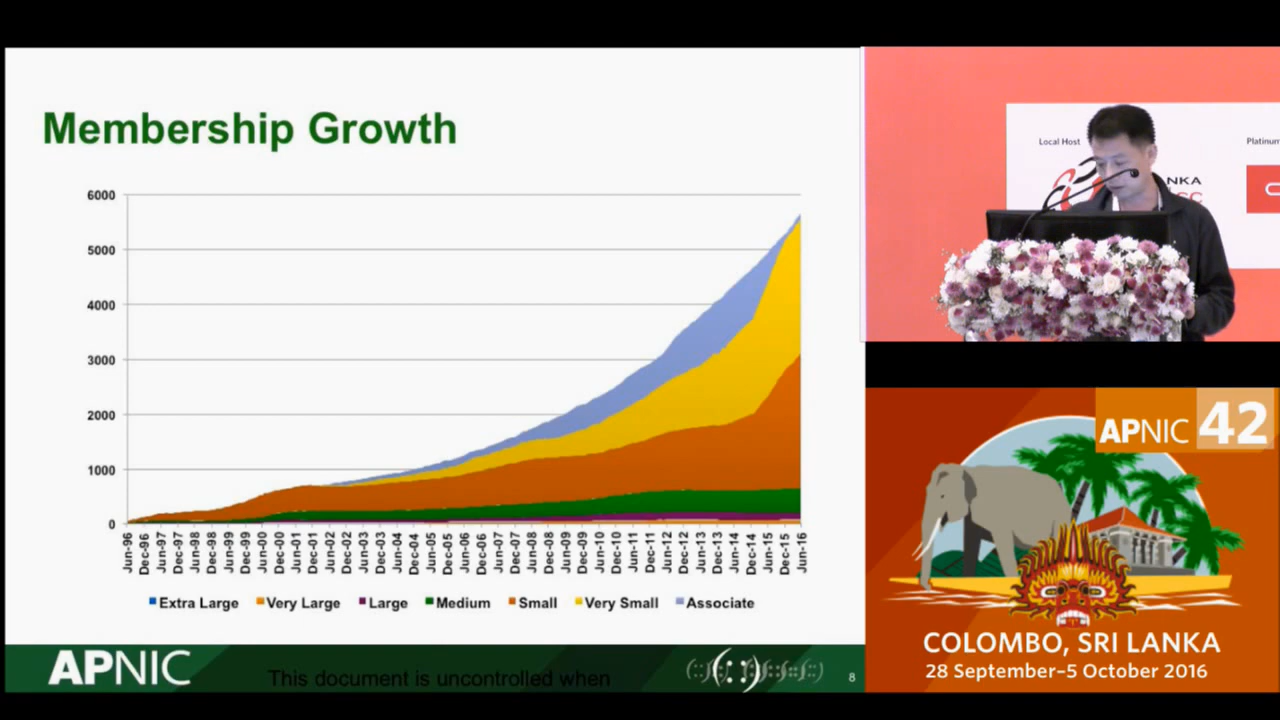 Membership Growth
6000
5000
4000
3000
2000
1000
0
Jun-96
Dec-96
Jun-97
Dec-97
Jun-98
Dec-98
Jun-99
Dec-99
Jun-00
Dec-00
Jun-01
Dec-01
Jun-02
Dec-02
Jun-03
Dec-03
Jun-04
Dec-04
Jun-05
Dec-05
Jun-06
Dec-06
Jun-07
Dec-07
Jun-08
Dec-08
Jun-09
Dec-09
Jun-10
Dec-10
Jun-11
Dec-11
Jun-12
Dec-12
Jun-13
Dec-13
Jun-14
Dec-14
Jun-15
Dec-15
Jun-16
Extra Large Very Large Large Medium Small Very Small Associate
APNIC
This document is uncontrolled when
8
Local Host
Platinum
NKA
APNIC 42
COLOMBO, SRI LANKA
28 September–5 October 2016